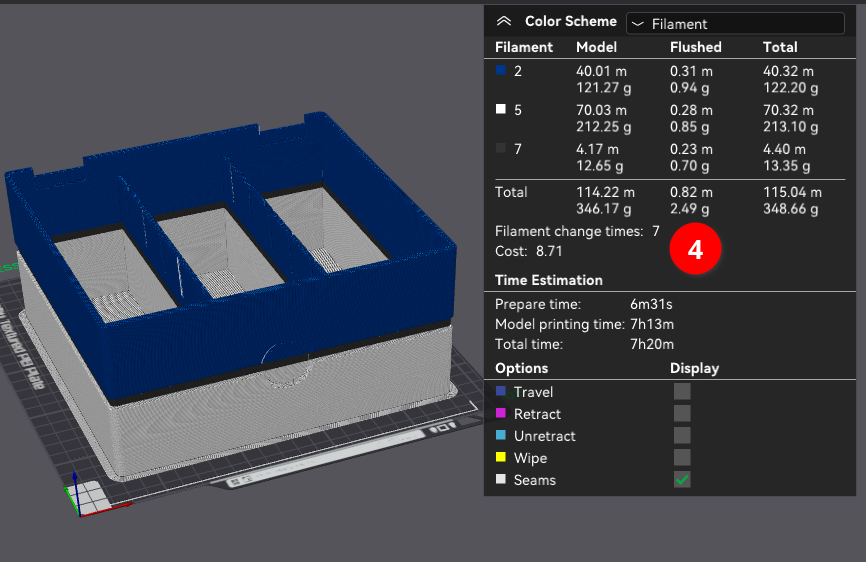 Color Scheme Filament
Filament Model Flushed Total
2 40.01 m 0.31 m 40.32 m
121.27 g 0.94 g 122.20 g
5 70.03 m 0.28 m 70.32 m
212.25 g 0.85 g 213.10 g
7 4.17 m 0.23 m 4.40 m
12.65 g 0.70 g 13.35 g
Total 114.22 m 0.82 m 115.04 m
346.17 g 2.49 g 348.66 g
Filament change times: 7
Cost: 8.71
4
Time Estimation
Prepare time: 6m31s
Model printing time: 7h13m
Total time: 7h20m
Options Display
Travel
Retract
Unretract
Wipe
Seams
Textured PEI Plate